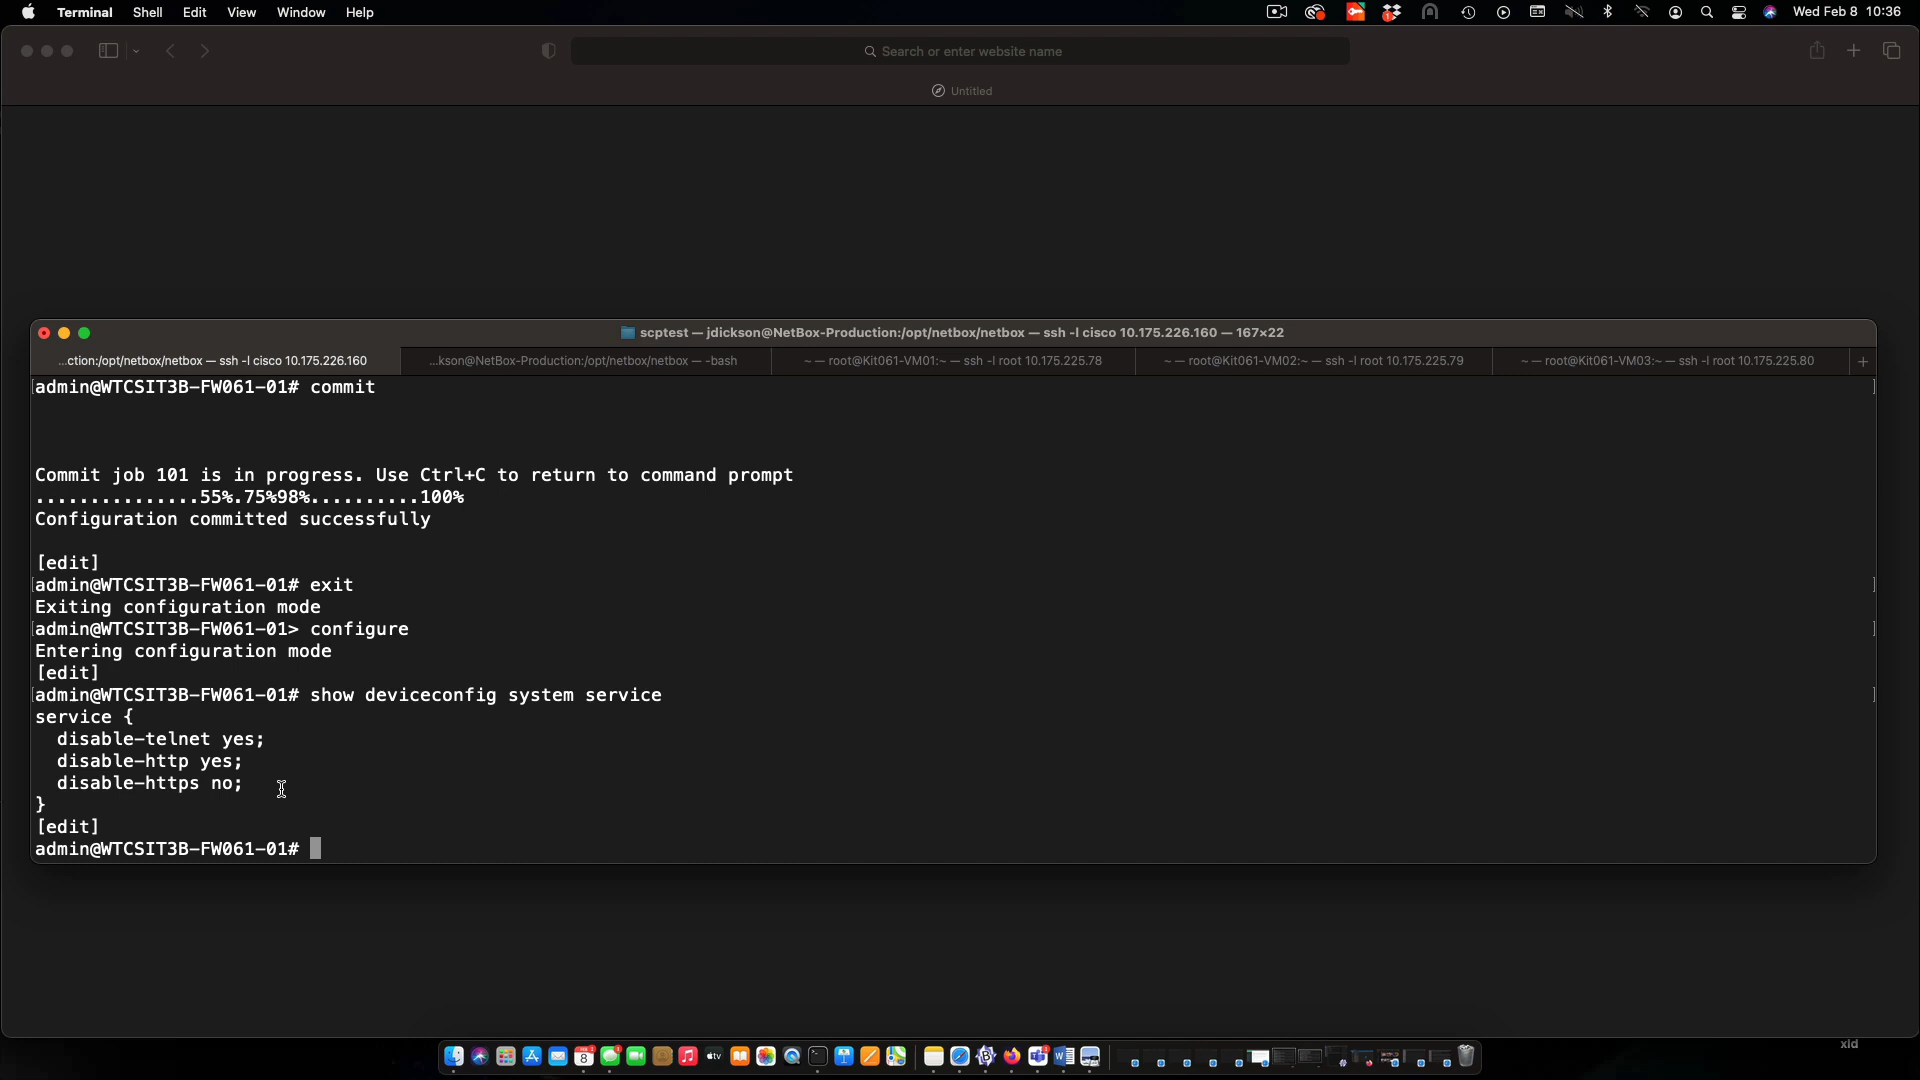 Terminal Shell Edit View Window Help Wed Feb 8 10:36
Search or enter website name
Untitled
scptest — jdickson@NetBox-Production:/opt/netbox/netbox — ssh -l cisco 10.175.226.160 — 167×22
...ction:/opt/netbox/netbox — ssh -l cisco 10.175.226.160 ...kson@NetBox-Production:/opt/netbox/netbox — -bash ~ — root@Kit061-VM01:~ — ssh -l root 10.175.225.78 ~ — root@Kit061-VM02:~ — ssh -l root 10.175.225.79 ~ — root@Kit061-VM03:~ — ssh -l root 10.175.225.80 +
[admin@WTCSIT3B-FW061-01# commit ]
Commit job 101 is in progress. Use Ctrl+C to return to command prompt
...............55%.75%98%..........100%
Configuration committed successfully
[edit]
[admin@WTCSIT3B-FW061-01# exit ]
Exiting configuration mode
[admin@WTCSIT3B-FW061-01> configure ]
Entering configuration mode
[edit]
[admin@WTCSIT3B-FW061-01# show deviceconfig system service ]
service {
disable-telnet yes;
disable-http yes;
disable-https no;
}
[edit]
admin@WTCSIT3B-FW061-01#
xld